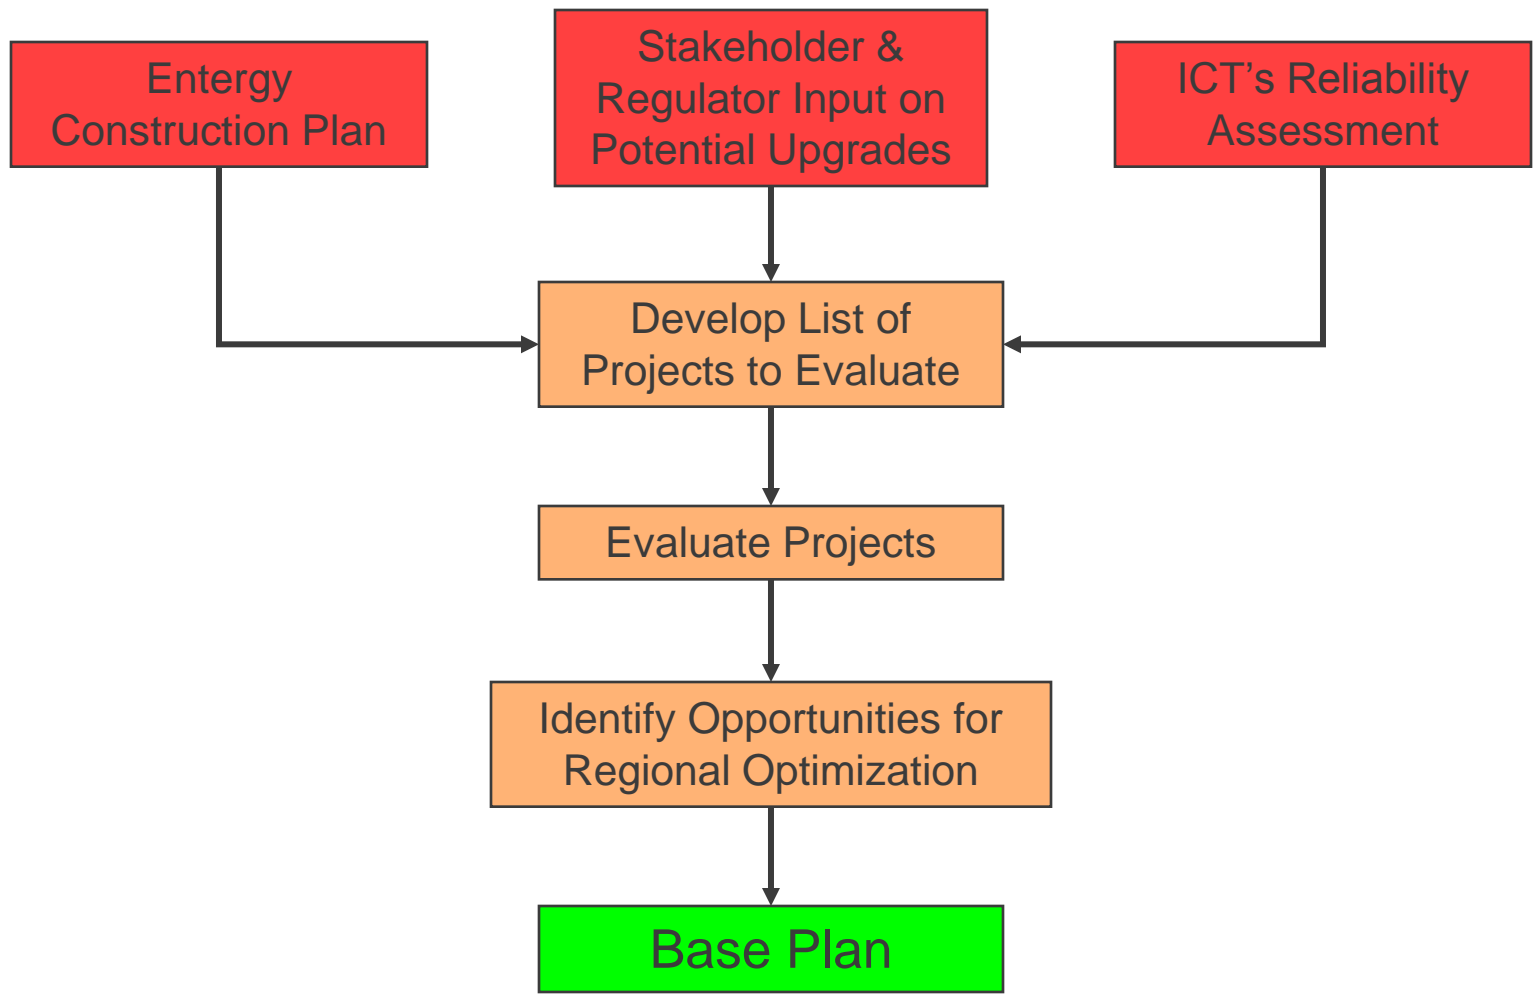 Entergy
Construction Plan
Stakeholder &
Regulator Input on
Potential Upgrades
ICT’s Reliability
Assessment
Develop List of
Projects to Evaluate
Evaluate Projects
Identify Opportunities for
Regional Optimization
Base Plan